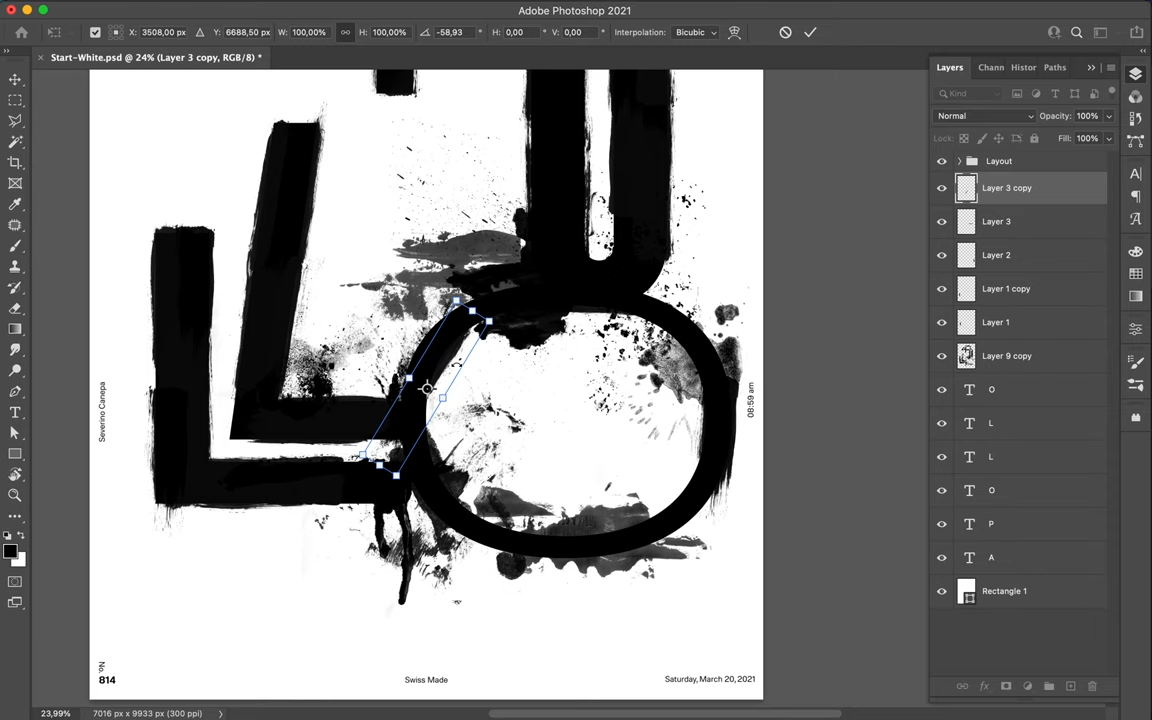 Adobe Photoshop 2021
X: 3508,00 px Y: 6688,50 px W: 100,00% H: 100,00% -58,93 H: 0,00 V: 0,00 Interpolation: Bicubic
Start-White.psd @ 24% (Layer 3 copy, RGB/8) *
Layers Chann Histor Paths
Kind
Normal Opacity: 100%
Lock: Fill: 100%
Layout
Layer 3 copy
Layer 3
Layer 2
Layer 1 copy
Layer 1
Layer 9 copy
O
L
L
O
P
A
Rectangle 1
Severino Canepa
08:59 am
No
814
Swiss Made
Saturday, March 20, 2021
23,99% 7016 px x 9933 px (300 ppi)